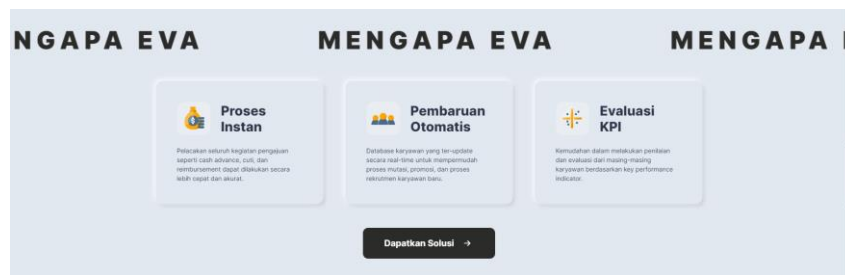 NGAPA EVA MENGAPA EVA MENGAPA
Proses
Instan
Pelacakan seluruh kegiatan pengajuan
seperti cash advance, cuti, dan
reimbursement dapat dilakukan secara
lebih cepat dan akurat.
Pembaruan
Otomatis
Database karyawan yang ter-update
secara real-time untuk mempermudah
proses mutasi, promosi, dan proses
rekrutmen karyawan baru.
Evaluasi
KPI
Kemudahan dalam melakukan penilaian
dan evaluasi dari masing-masing
karyawan berdasarkan key performance
indicator.
Dapatkan Solusi →